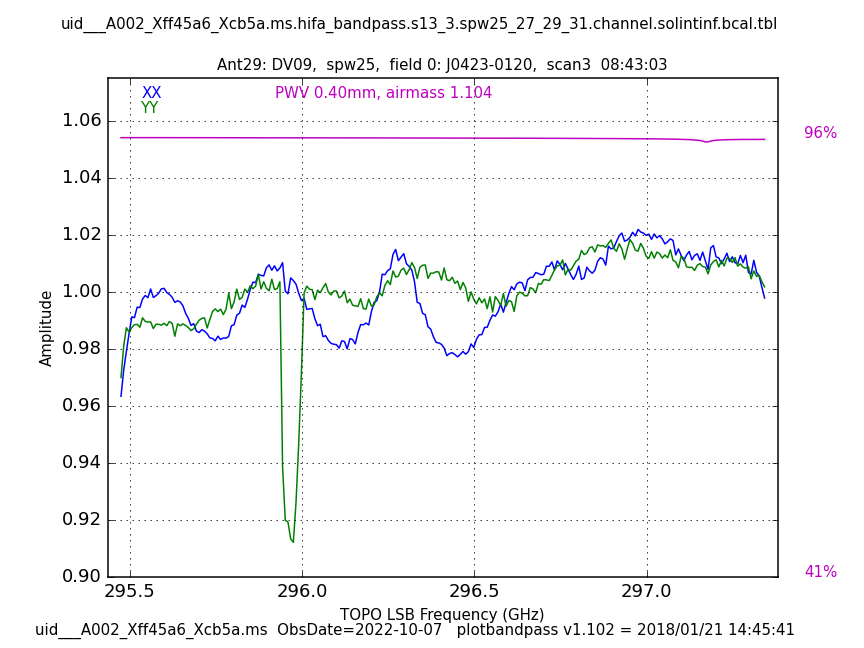 uid___A002_Xff45a6_Xcb5a.ms.hifa_bandpass.s13_3.spw25_27_29_31.channel.solintinf.bcal.tbl
Ant29: DV09,  spw25,  field 0: J0423-0120,  scan3  08:43:03
XX
YY
PWV 0.40mm, airmass 1.104
96%
41%
1.06
1.04
1.02
1.00
0.98
0.96
0.94
0.92
0.90
Amplitude
295.5 296.0 296.5 297.0
TOPO LSB Frequency (GHz)
uid___A002_Xff45a6_Xcb5a.ms  ObsDate=2022-10-07   plotbandpass v1.102 = 2018/01/21 14:45:41